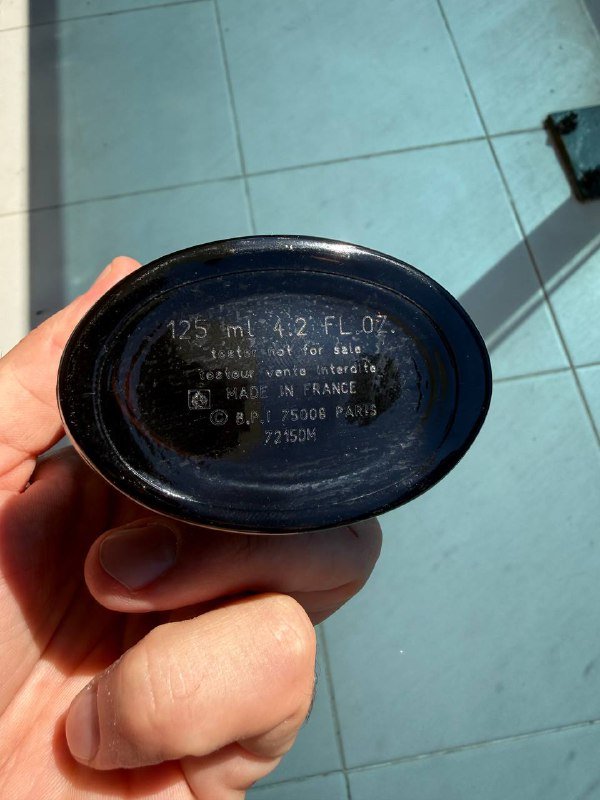 125 ml 4.2 FL.OZ
tester not for sale
testeur vente interdite
MADE IN FRANCE
© B.P.I 75008 PARIS
72150M